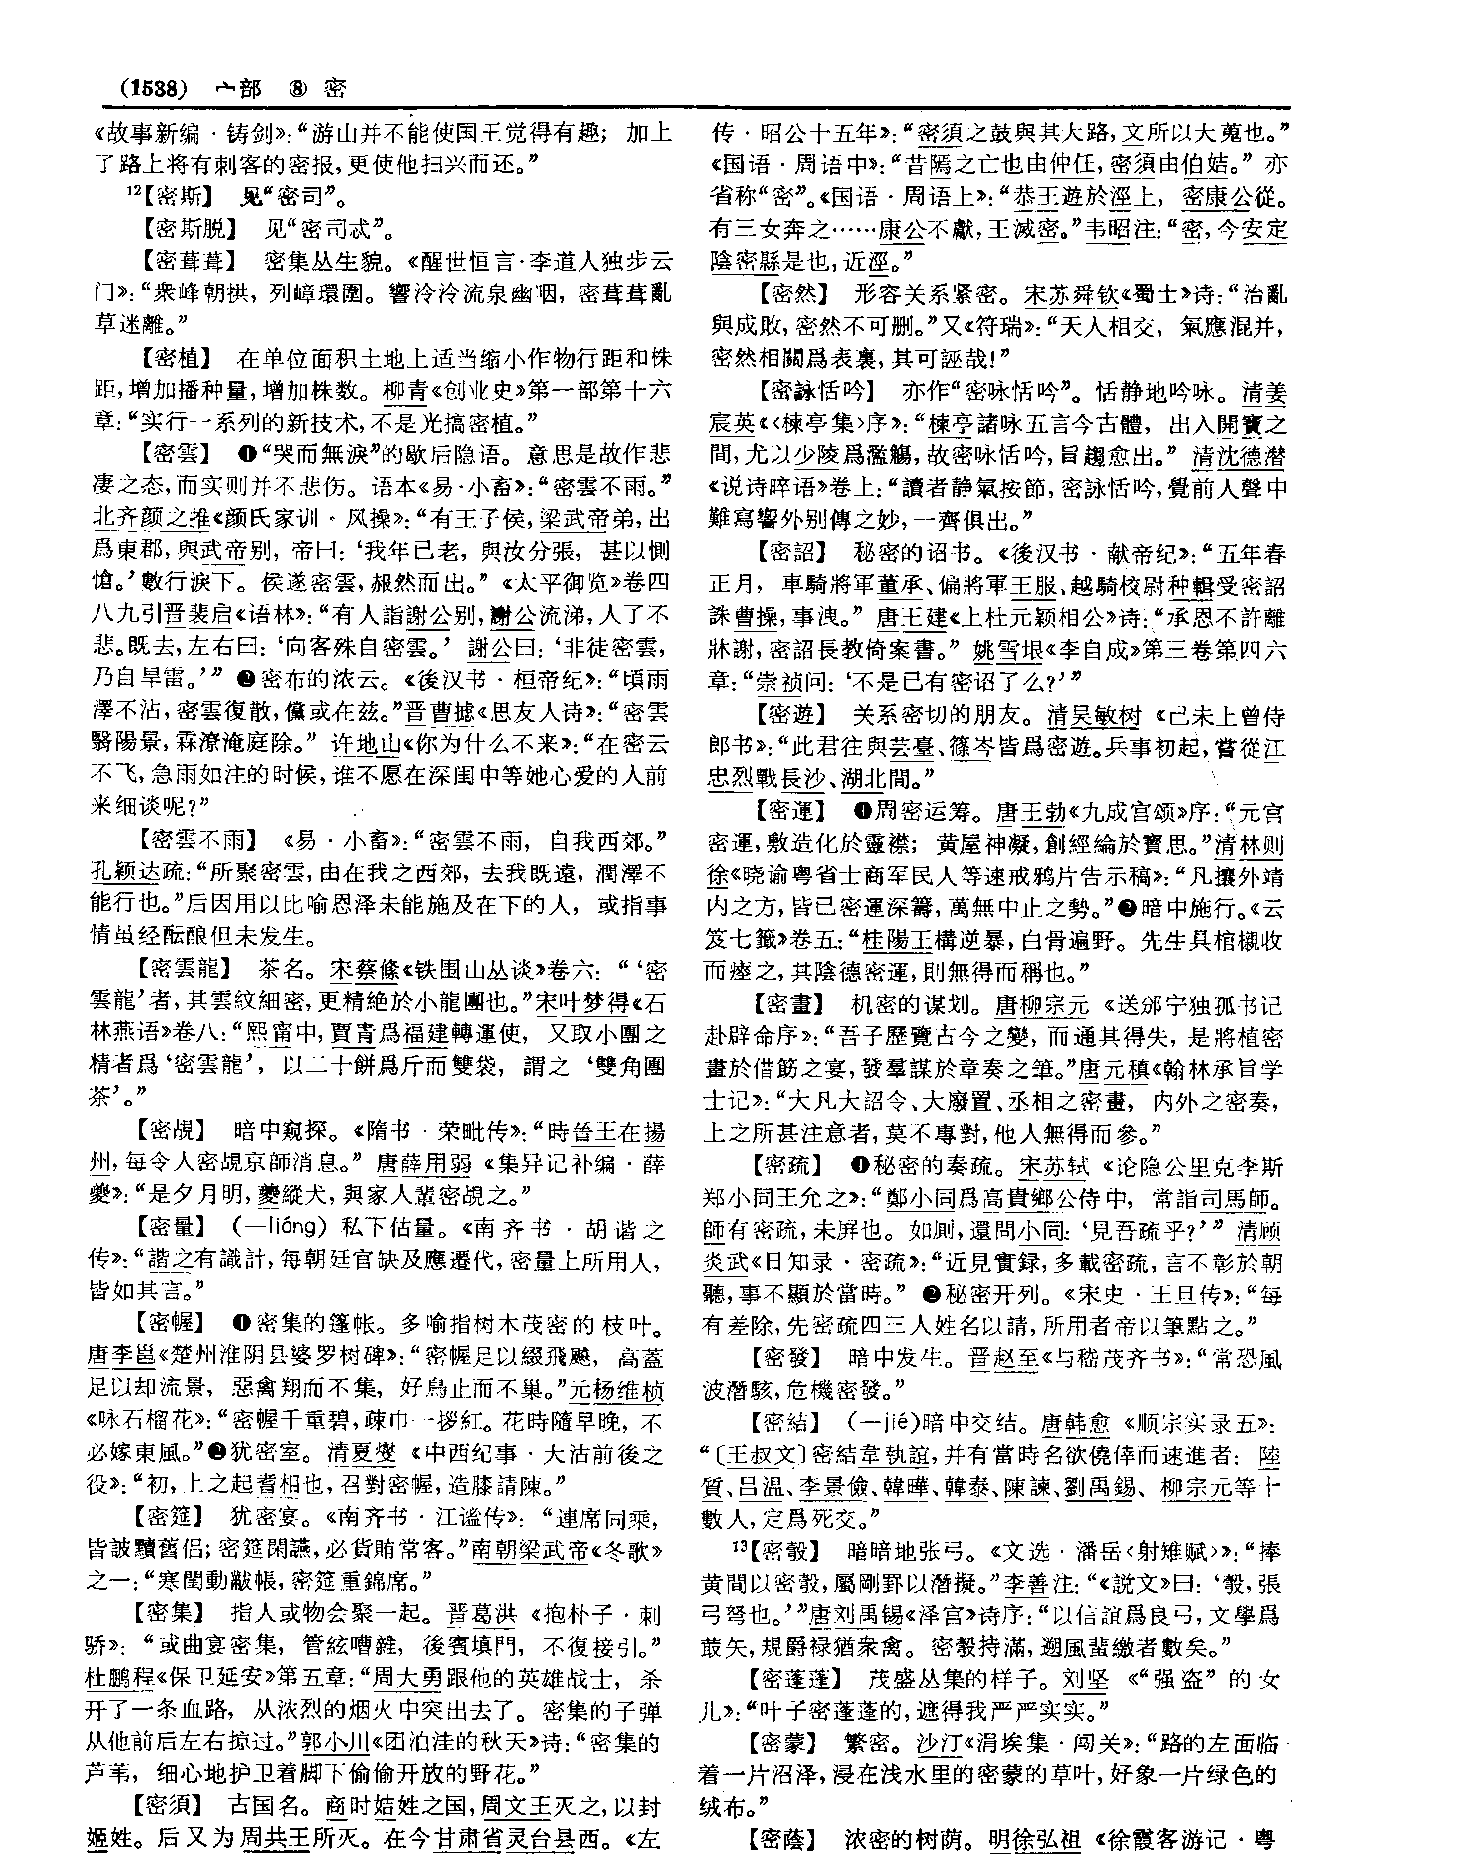 (1538) 宀部 ⑧ 密
《故事新编·铸剑》：“游山并不能使国王觉得有趣；加上
了路上将有刺客的密报，更使他扫兴而还。”
¹²【密斯】 见“密司”。
【密斯脱】 见“密司忒”。
【密葺葺】 密集丛生貌。《醒世恒言·李道人独步云
门》：“衆峰朝拱，列嶂環圍。響泠泠流泉幽咽，密葺葺亂
草迷離。”
【密植】 在单位面积土地上适当缩小作物行距和株
距，增加播种量，增加株数。柳青《创业史》第一部第十六
章：“实行一系列的新技术，不是光搞密植。”
【密雲】 ❶“哭而無淚”的歇后隐语。意思是故作悲
凄之态，而实则并不悲伤。语本《易·小畜》：“密雲不雨。”
北齐颜之推《颜氏家训·风操》：“有王子侯，梁武帝弟，出
爲東郡，與武帝别，帝曰：‘我年已老，與汝分張，甚以惻
愴。’數行淚下。侯遂密雲，赧然而出。”《太平御览》卷四
八九引晋裴启《语林》：“有人詣謝公别，謝公流涕，人了不
悲。既去，左右曰：‘向客殊自密雲。’謝公曰：‘非徒密雲，
乃自旱雷。’”❷密布的浓云。《後汉书·桓帝纪》：“頃雨
澤不沾，密雲復散，儻或在兹。”晋曹摅《思友人诗》：“密雲
翳陽景，霖潦淹庭除。”许地山《你为什么不来》：“在密云
不飞，急雨如注的时候，谁不愿在深闺中等她心爱的人前
来细谈呢？”
【密雲不雨】 《易·小畜》：“密雲不雨，自我西郊。”
孔颖达疏：“所聚密雲，由在我之西郊，去我既遠，潤澤不
能行也。”后因用以比喻恩泽未能施及在下的人，或指事
情虽经酝酿但未发生。
【密雲龍】 茶名。宋蔡絛《铁围山丛谈》卷六：“‘密
雲龍’者，其雲紋細密，更精絶於小龍團也。”宋叶梦得《石
林燕语》卷八：“熙甯中，賈青爲福建轉運使，又取小團之
精者爲‘密雲龍’，以二十餅爲斤而雙袋，謂之‘雙角團
茶’。”
【密覘】 暗中窥探。《隋书·荣毗传》：“時晉王在揚
州，每令人密覘京師消息。”唐薛用弱《集异记补编·薛
夔》：“是夕月明，夔縱犬，與家人輩密覘之。”
【密量】 （—liáng）私下估量。《南齐书·胡谐之
传》：“諧之有識計，每朝廷官缺及應遷代，密量上所用人，
皆如其言。”
【密幄】 ❶密集的篷帐。多喻指树木茂密的枝叶。
唐李邕《楚州淮阴县婆罗树碑》：“密幄足以綴飛飈，高蓋
足以却流景，惡禽翔而不集，好鳥止而不巢。”元杨维桢
《咏石榴花》：“密幄千重碧，疎巾一拶紅。花時隨早晚，不
必嫁東風。”❷犹密室。清夏燮《中西纪事·大沽前後之
役》：“初，上之起耆相也，召對密幄，造膝請陳。”
【密筵】 犹密宴。《南齐书·江谧传》：“連席同乘，
皆詖黷舊侣；密筵閑讌，必貨賄常客。”南朝梁武帝《冬歌》
之一：“寒閨動黻帳，密筵重錦席。”
【密集】 指人或物会聚一起。晋葛洪《抱朴子·刺
骄》：“或曲宴密集，管絃嘈雜，後賓填門，不復接引。”
杜鹏程《保卫延安》第五章：“周大勇跟他的英雄战士，杀
开了一条血路，从浓烈的烟火中突出去了。密集的子弹
从他前后左右掠过。”郭小川《团泊洼的秋天》诗：“密集的
芦苇，细心地护卫着脚下偷偷开放的野花。”
【密須】 古国名。商时姞姓之国，周文王灭之，以封
姬姓。后又为周共王所灭。在今甘肃省灵台县西。《左
传·昭公十五年》：“密須之鼓與其大路，文所以大蒐也。”
《国语·周语中》：“昔鄢之亡也由仲任，密須由伯姞。”亦
省称“密”。《国语·周语上》：“恭王遊於涇上，密康公從。
有三女奔之……康公不獻，王滅密。”韦昭注：“密，今安定
陰密縣是也，近涇。”
【密然】 形容关系紧密。宋苏舜钦《蜀士》诗：“治亂
與成敗，密然不可删。”又《符瑞》：“天人相交，氣應混并，
密然相關爲表裏，其可誣哉！”
【密詠恬吟】 亦作“密咏恬吟”。恬静地吟咏。清姜
宸英《〈楝亭集〉序》：“楝亭諸咏五言今古體，出入開寶之
間，尤以少陵爲濫觴，故密咏恬吟，旨趣愈出。”清沈德潜
《说诗晬语》卷上：“讀者静氣按節，密詠恬吟，覺前人聲中
難寫響外别傳之妙，一齊俱出。”
【密詔】 秘密的诏书。《後汉书·献帝纪》：“五年春
正月，車騎將軍董承、偏將軍王服、越騎校尉种輯受密詔
誅曹操，事洩。”唐王建《上杜元颖相公》诗：“承恩不許離
牀謝，密詔長教倚案書。”姚雪垠《李自成》第三卷第四六
章：“崇祯问：‘不是已有密诏了么？’”
【密遊】 关系密切的朋友。清吴敏树《己未上曾侍
郎书》：“此君往與芸臺、篠岑皆爲密遊。兵事初起，嘗從江
忠烈戰長沙、湖北間。”
【密運】 ❶周密运筹。唐王勃《九成宫颂》序：“元宫
密運，敷造化於靈襟；黄屋神凝，創經綸於寶思。”清林则
徐《晓谕粤省士商军民人等速戒鸦片告示稿》：“凡攘外靖
内之方，皆已密運深籌，萬無中止之勢。”❷暗中施行。《云
笈七籤》卷五：“桂陽王構逆暴，白骨遍野。先生具棺櫬收
而瘞之，其陰德密運，則無得而稱也。”
【密畫】 机密的谋划。唐柳宗元《送邠宁独孤书记
赴辟命序》：“吾子歷覽古今之變，而通其得失，是將植密
畫於借筯之宴，發羣謀於章奏之筆。”唐元稹《翰林承旨学
士记》：“大凡大詔令、大廢置、丞相之密畫，内外之密奏，
上之所甚注意者，莫不專對，他人無得而參。”
【密疏】 ❶秘密的奏疏。宋苏轼《论隐公里克李斯
郑小同王允之》：“鄭小同爲高貴鄉公侍中，常詣司馬師。
師有密疏，未屏也。如厠，還問小同：‘見吾疏乎？’”清顾
炎武《日知录·密疏》：“近見實録，多載密疏，言不彰於朝
聽，事不顯於當時。”❷秘密开列。《宋史·王旦传》：“每
有差除，先密疏四三人姓名以請，所用者帝以筆點之。”
【密發】 暗中发生。晋赵至《与嵇茂齐书》：“常恐風
波潛駭，危機密發。”
【密結】 （—jié）暗中交结。唐韩愈《顺宗实录五》：
“〔王叔文〕密結韋執誼，并有當時名欲僥倖而速進者：陸
質、吕温、李景儉、韓曄、韓泰、陳諫、劉禹錫、柳宗元等十
數人，定爲死交。”
¹³【密彀】 暗暗地张弓。《文选·潘岳〈射雉赋〉》：“捧
黄間以密彀，屬剛罫以潛擬。”李善注：“《説文》曰：‘彀，張
弓弩也。’”唐刘禹锡《泽宫》诗序：“以信誼爲良弓，文學爲
菆矢，規爵禄猶衆禽。密彀持滿，遡風蜚繳者數矣。”
【密蓬蓬】 茂盛丛集的样子。刘坚《“强盗”的女
儿》：“叶子密蓬蓬的，遮得我严严实实。”
【密蒙】 繁密。沙汀《涓埃集·闯关》：“路的左面临
着一片沼泽，浸在浅水里的密蒙的草叶，好象一片绿色的
绒布。”
【密蔭】 浓密的树荫。明徐弘祖《徐霞客游记·粤